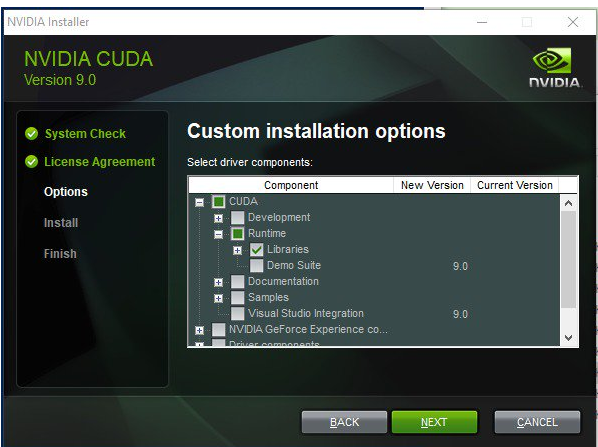 NVIDIA Installer
NVIDIA CUDA
Version 9.0
NVIDIA.
System Check
License Agreement
Options
Install
Finish
Custom installation options
Select driver components:
Component New Version Current Version
CUDA
Development
Runtime
Libraries
Demo Suite 9.0
Documentation
Samples
Visual Studio Integration 9.0
NVIDIA GeForce Experience co...
Driver components
BACK NEXT CANCEL